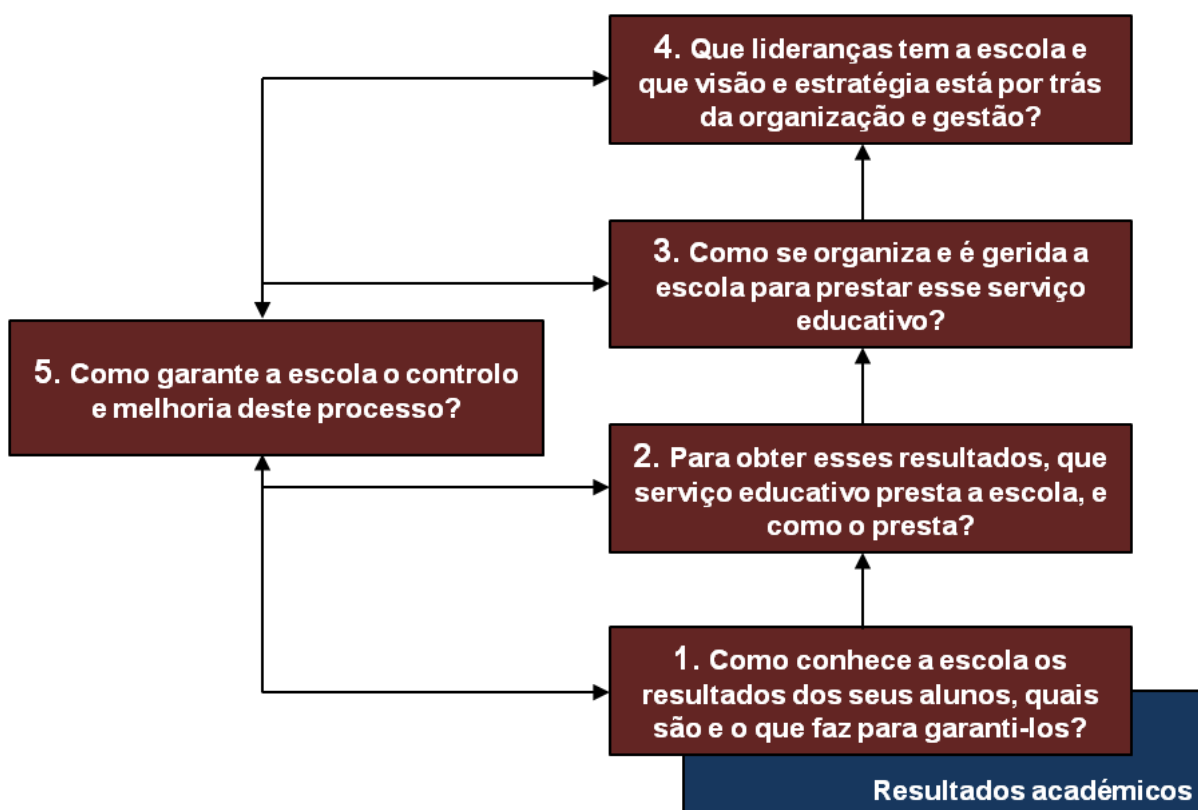 4. Que lideranças tem a escola e
que visão e estratégia está por trás
da organização e gestão?
3. Como se organiza e é gerida a
escola para prestar esse serviço
educativo?
5. Como garante a escola o controlo
e melhoria deste processo?
2. Para obter esses resultados, que
serviço educativo presta a escola, e
como o presta?
1. Como conhece a escola os
resultados dos seus alunos, quais
são e o que faz para garanti-los?
Resultados académicos